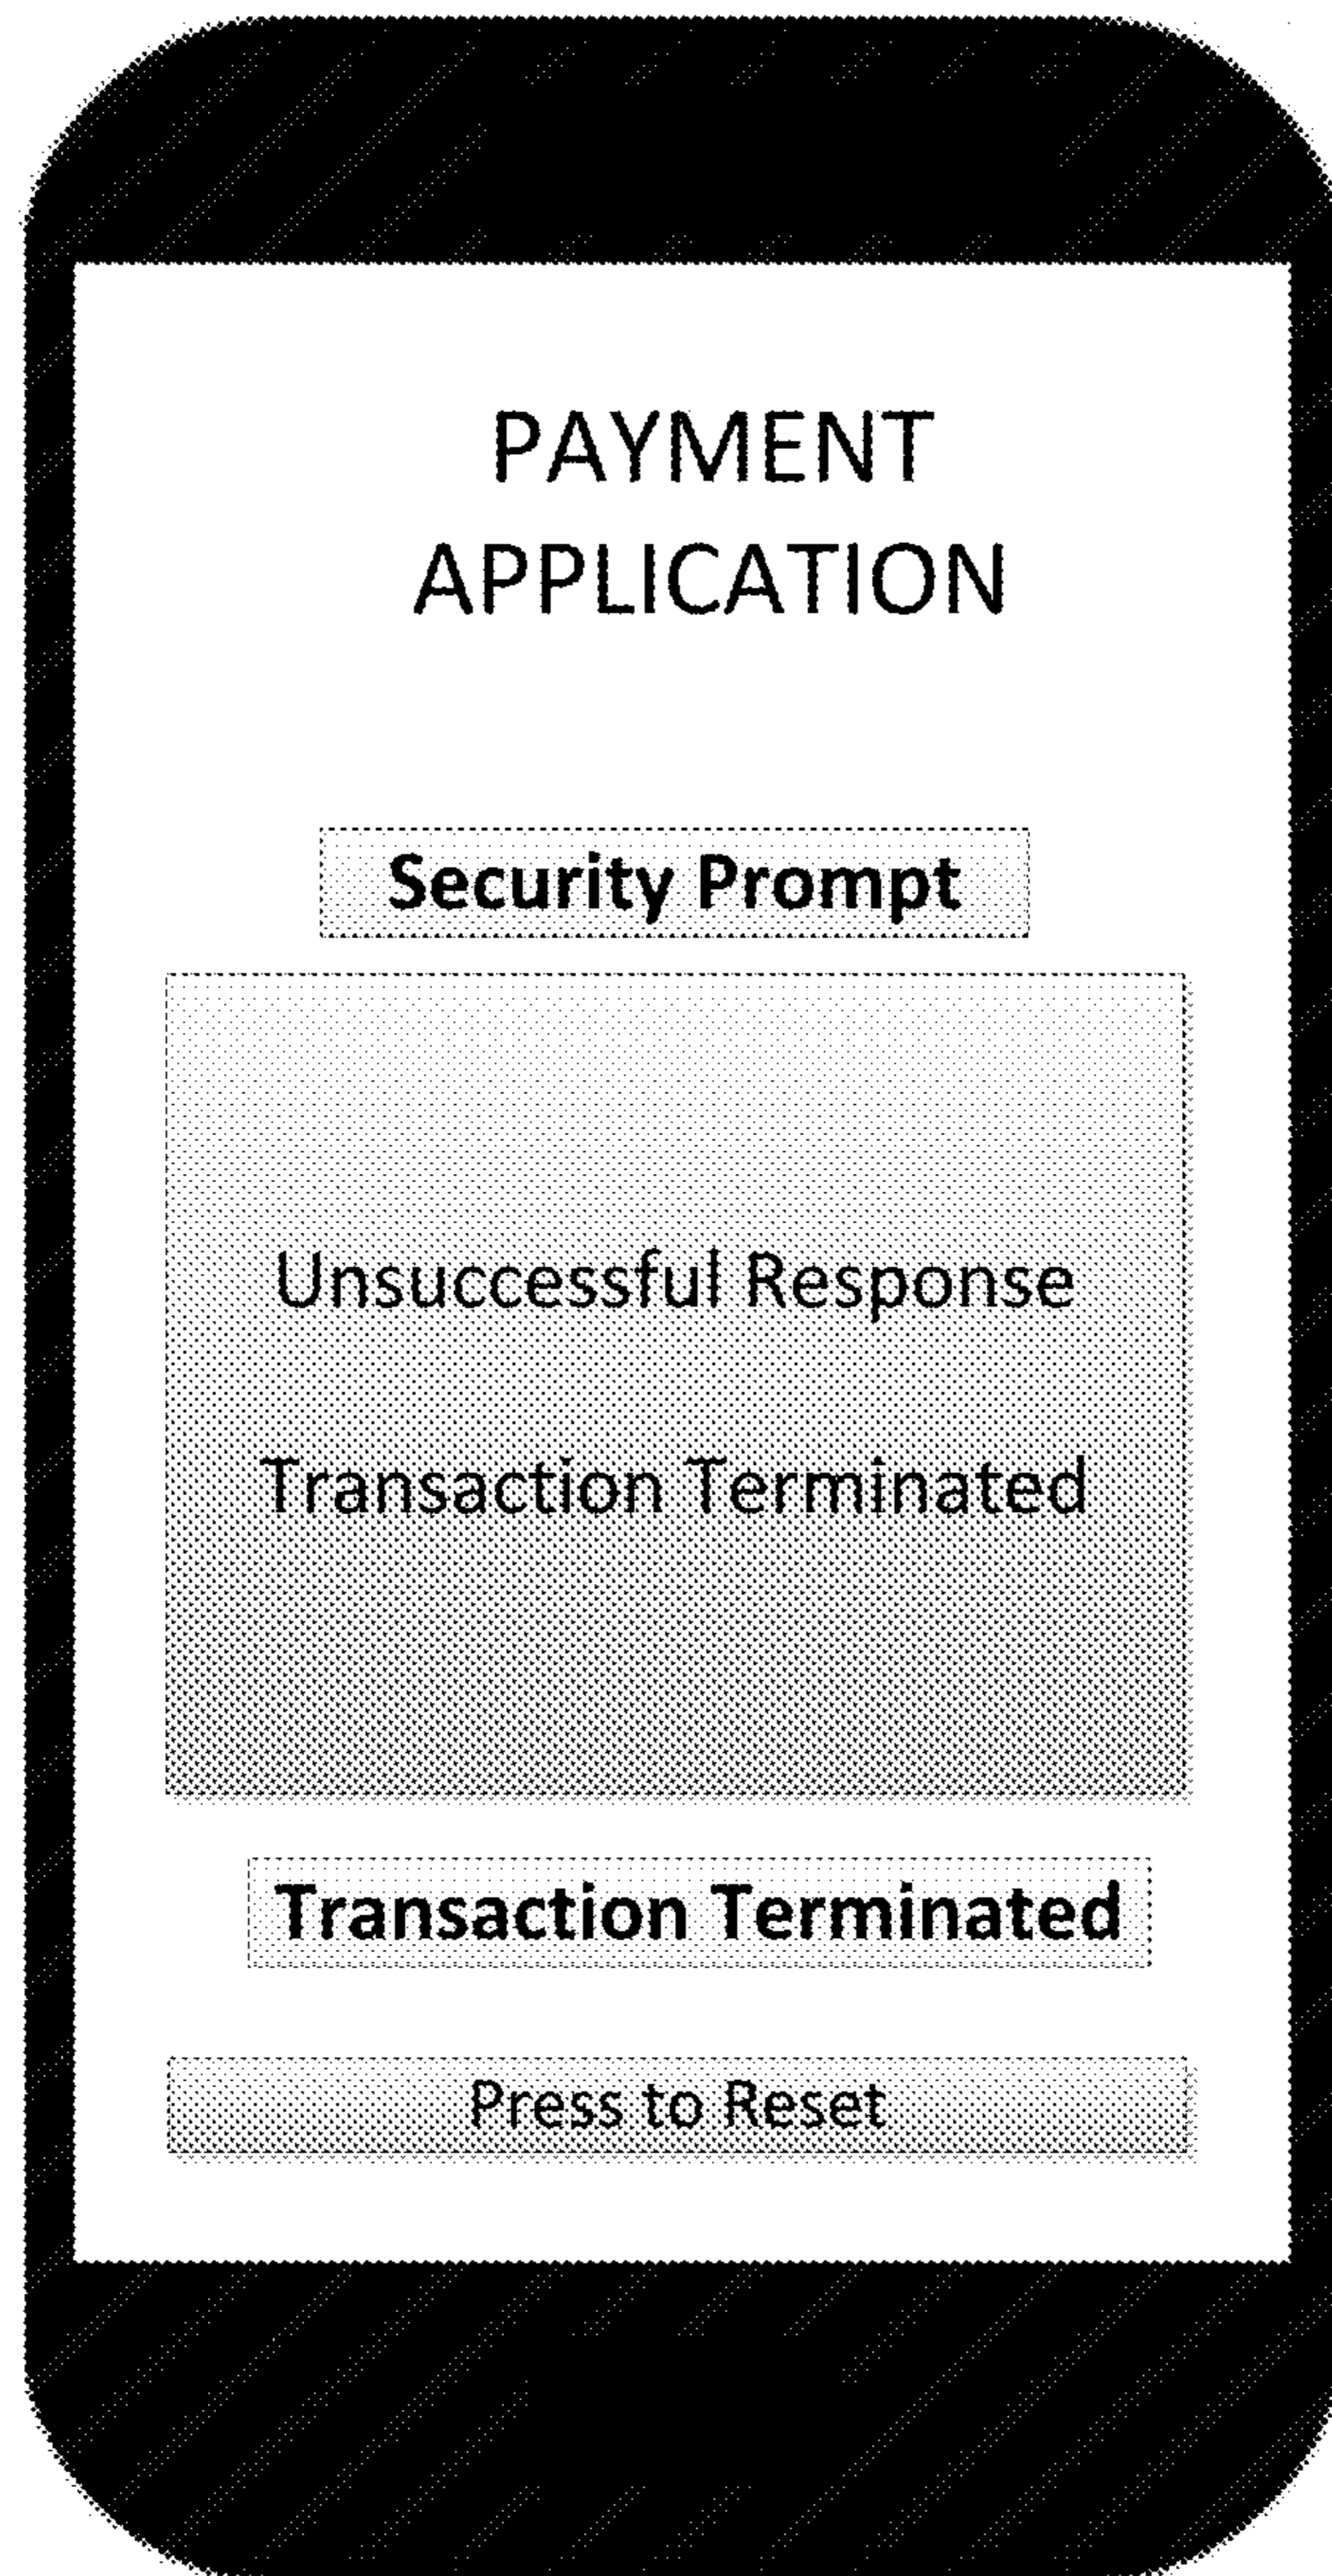 PAYMENT
APPLICATION
Security Prompt
Unsuccessful Response
Transaction Terminated
Transaction Terminated
Press to Reset